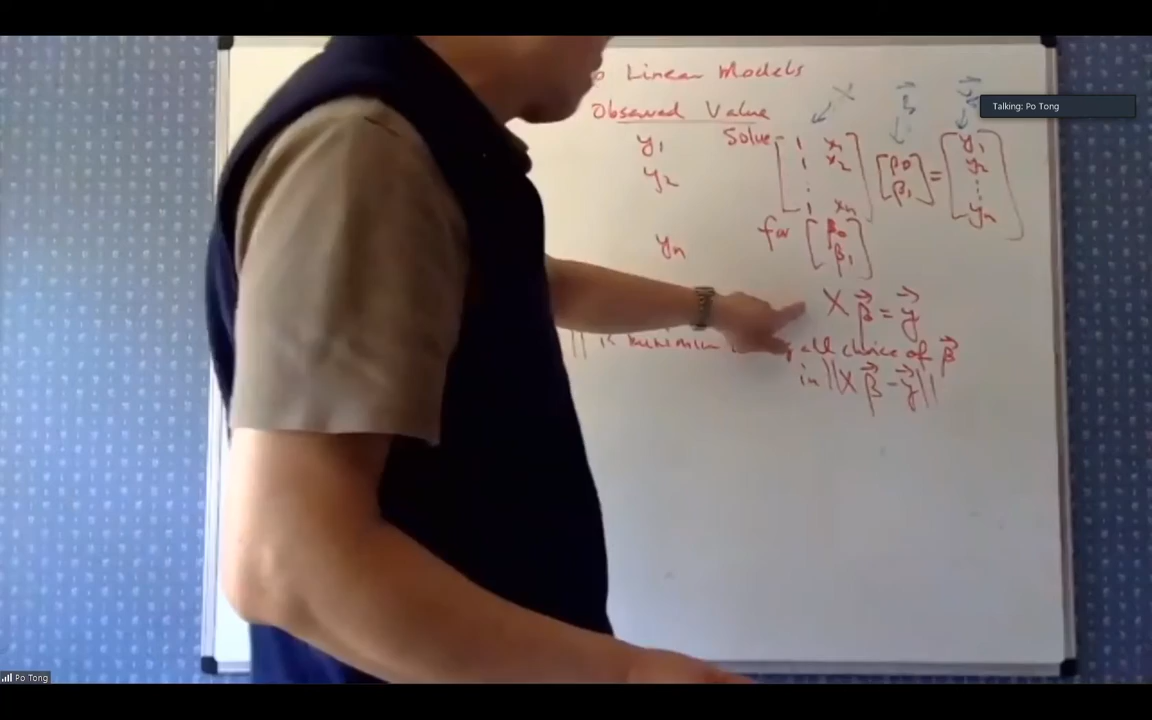 Linear Models
Talking: Po Tong
X
Observed Value
y1
y2
yn
Solve [1 x1 1 x2 ⋮ 1 xn] [β0 β1] = [y1 y2 ⋮ yn]
for [β0 β1]
X β⃗ = y⃗
|| is all choice of β⃗
in ||X β⃗ - y⃗||
Po Tong